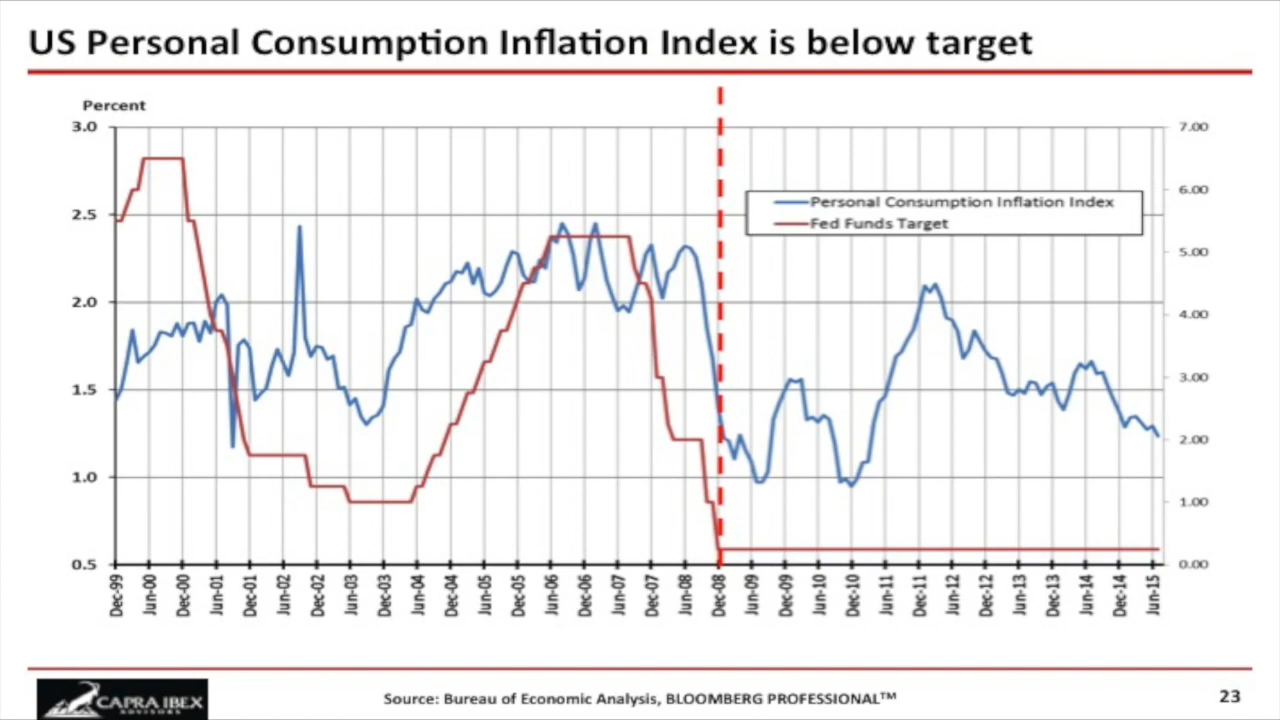 US Personal Consumption Inflation Index is below target
Percent
3.0
2.5
2.0
1.5
1.0
0.5
7.00
6.00
5.00
4.00
3.00
2.00
1.00
0.00
Personal Consumption Inflation Index
Fed Funds Target
Dec-99 Jun-00 Dec-00 Jun-01 Dec-01 Jun-02 Dec-02 Jun-03 Dec-03 Jun-04 Dec-04 Jun-05 Dec-05 Jun-06 Dec-06 Jun-07 Dec-07 Jun-08 Dec-08 Jun-09 Dec-09 Jun-10 Dec-10 Jun-11 Dec-11 Jun-12 Dec-12 Jun-13 Dec-13 Jun-14 Dec-14 Jun-15
CAPRA IBEX
ADVISORS
Source: Bureau of Economic Analysis, BLOOMBERG PROFESSIONAL™
23